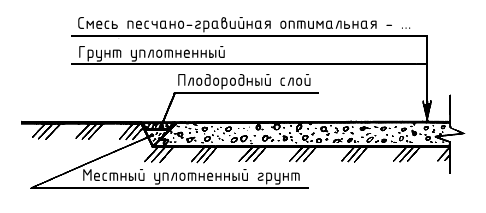 Смесь песчано-гравийная оптимальная - ...
Грунт уплотненный
Плодородный слой
Местный уплотненный грунт